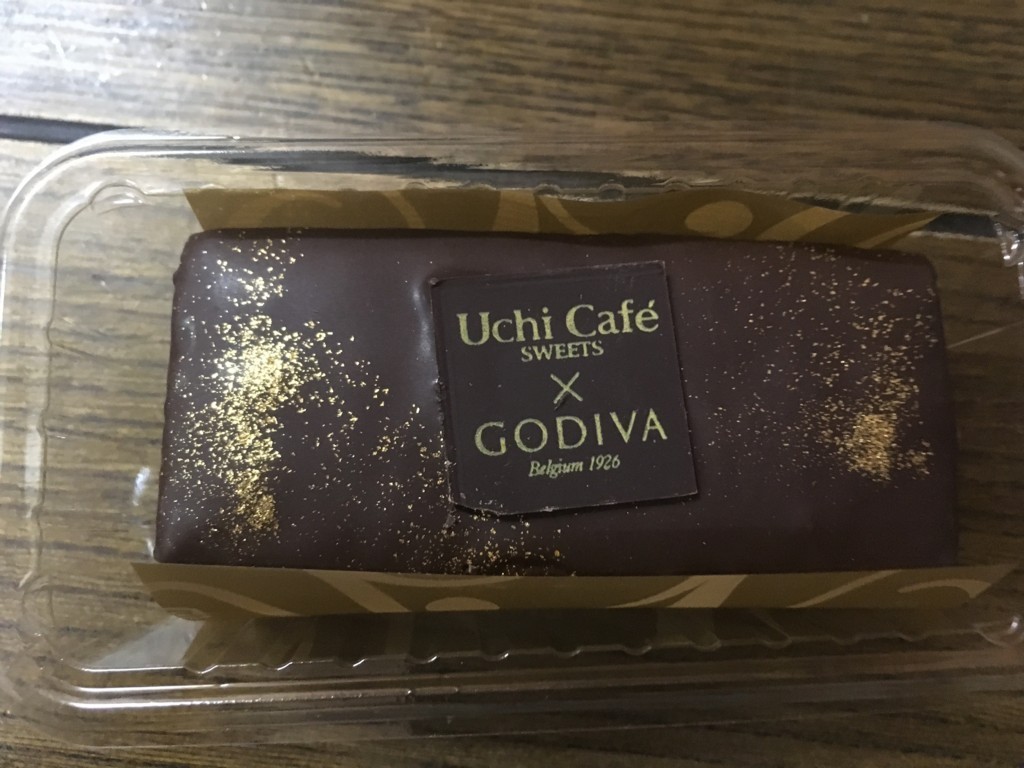 Uchi Café
SWEETS
×
GODIVA
Belgium 1926